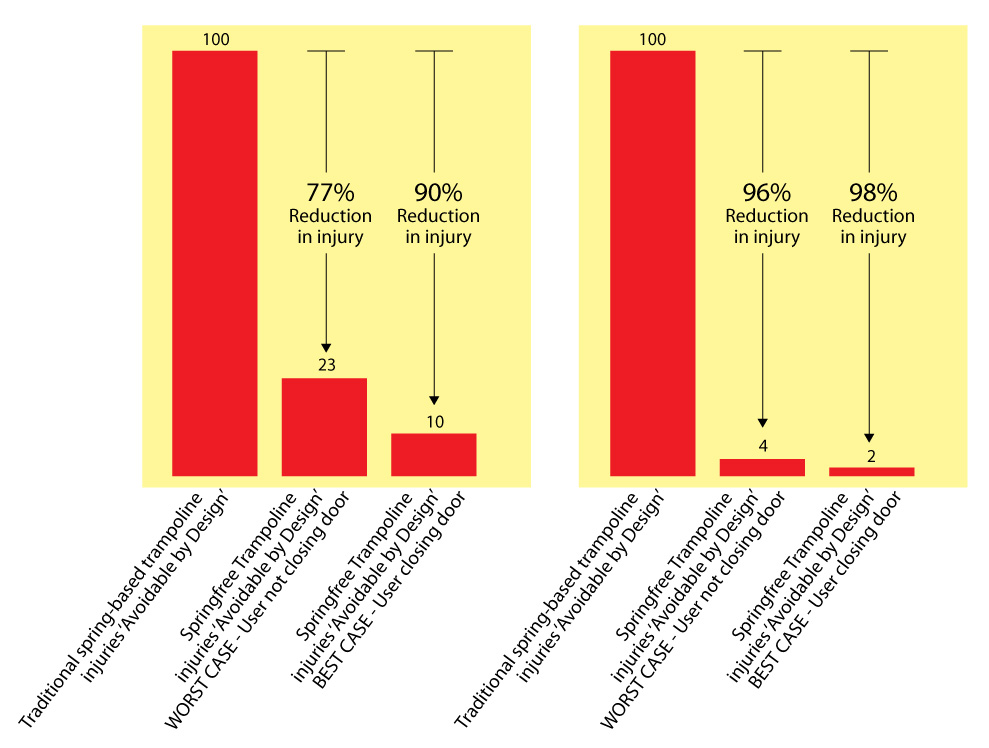 100
77%
Reduction
in injury
90%
Reduction
in injury
23
10
Traditional spring-based trampoline
injuries ‘Avoidable by Design’
Springfree Trampoline
injuries ‘Avoidable by Design’
WORST CASE - User not closing door
Springfree Trampoline
injuries ‘Avoidable by Design’
BEST CASE - User closing door
100
96%
Reduction
in injury
98%
Reduction
in injury
4
2
Traditional spring-based trampoline
injuries ‘Avoidable by Design’
Springfree Trampoline
injuries ‘Avoidable by Design’
WORST CASE - User not closing door
Springfree Trampoline
injuries ‘Avoidable by Design’
BEST CASE - User closing door